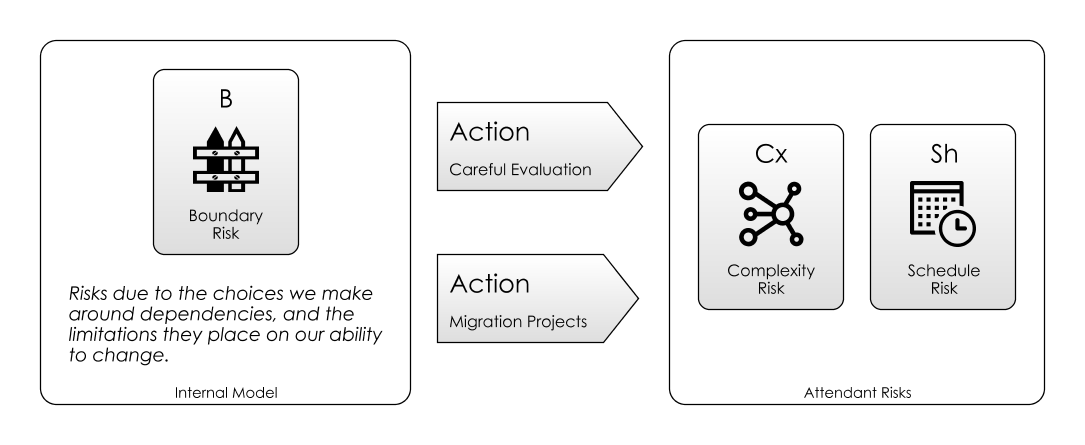 B
Boundary
Risk
Risks due to the choices we make
around dependencies, and the
limitations they place on our ability
to change.
Internal Model
Action
Careful Evaluation
Action
Migration Projects
Cx
Complexity
Risk
Sh
Schedule
Risk
Attendant Risks